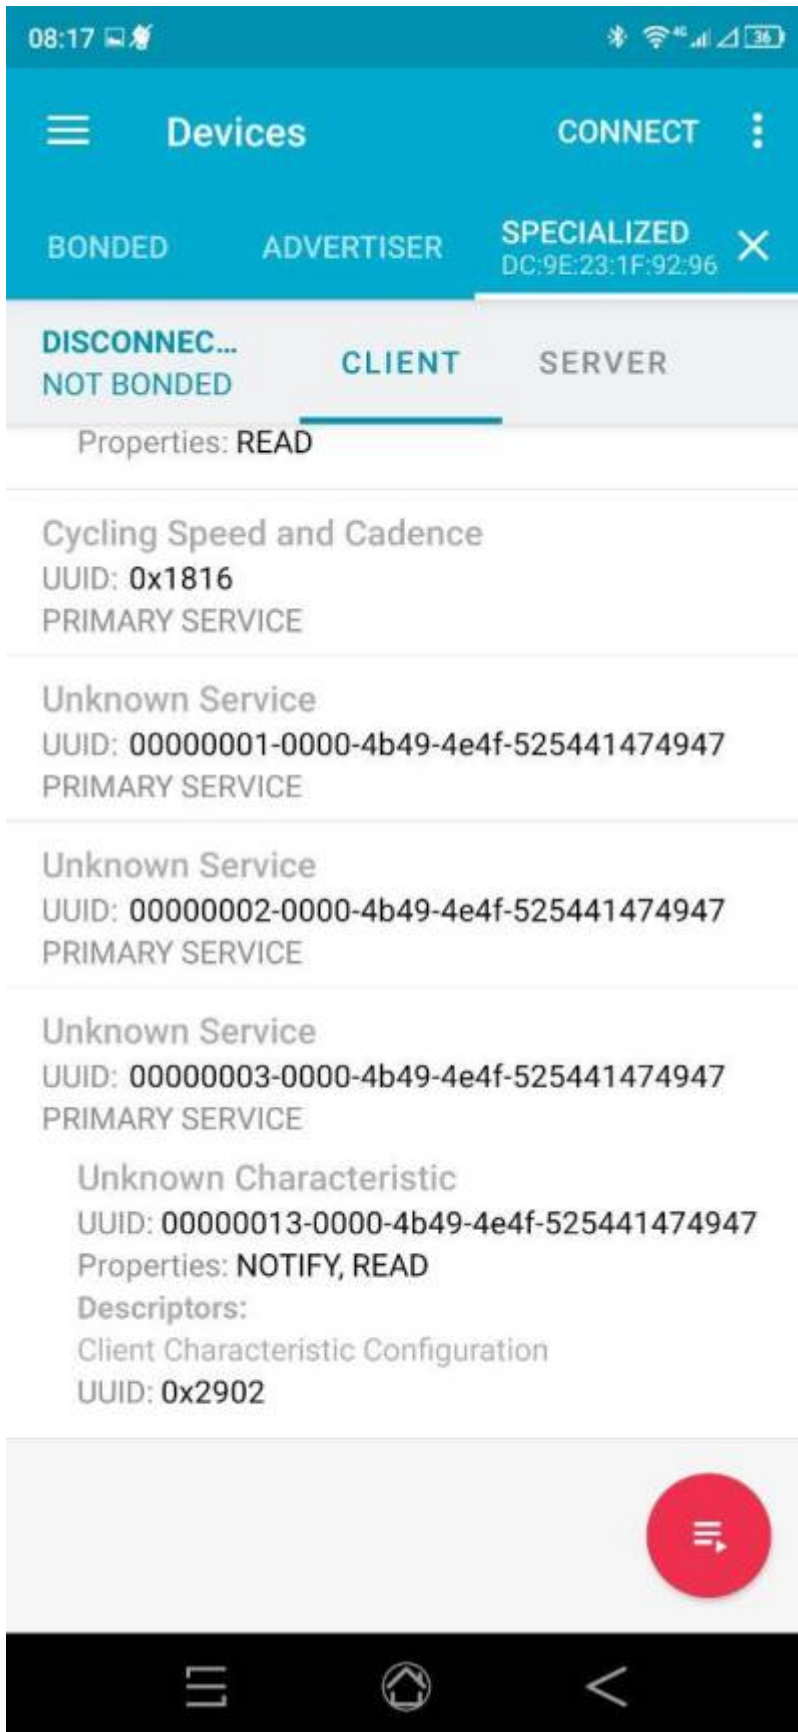 08:17 4G 36
Devices CONNECT
BONDED ADVERTISER SPECIALIZED
DC:9E:23:1F:92:96
DISCONNEC...
NOT BONDED CLIENT SERVER
Properties: READ
Cycling Speed and Cadence
UUID: 0x1816
PRIMARY SERVICE
Unknown Service
UUID: 00000001-0000-4b49-4e4f-525441474947
PRIMARY SERVICE
Unknown Service
UUID: 00000002-0000-4b49-4e4f-525441474947
PRIMARY SERVICE
Unknown Service
UUID: 00000003-0000-4b49-4e4f-525441474947
PRIMARY SERVICE
Unknown Characteristic
UUID: 00000013-0000-4b49-4e4f-525441474947
Properties: NOTIFY, READ
Descriptors:
Client Characteristic Configuration
UUID: 0x2902